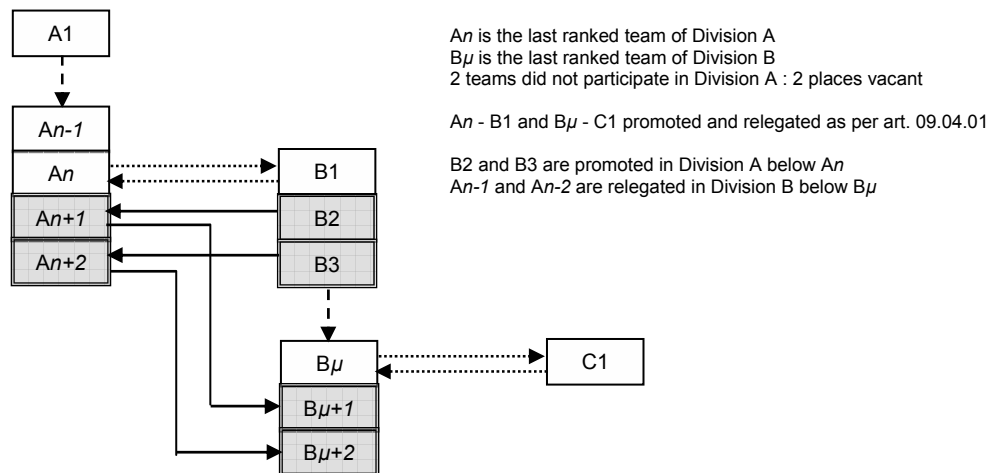 A1
An-1
An
An+1
An+2
B1
B2
B3
Bμ
Bμ+1
Bμ+2
C1
An is the last ranked team of Division A
Bμ is the last ranked team of Division B
2 teams did not participate in Division A : 2 places vacant
An - B1 and Bμ - C1 promoted and relegated as per art. 09.04.01
B2 and B3 are promoted in Division A below An
An-1 and An-2 are relegated in Division B below Bμ